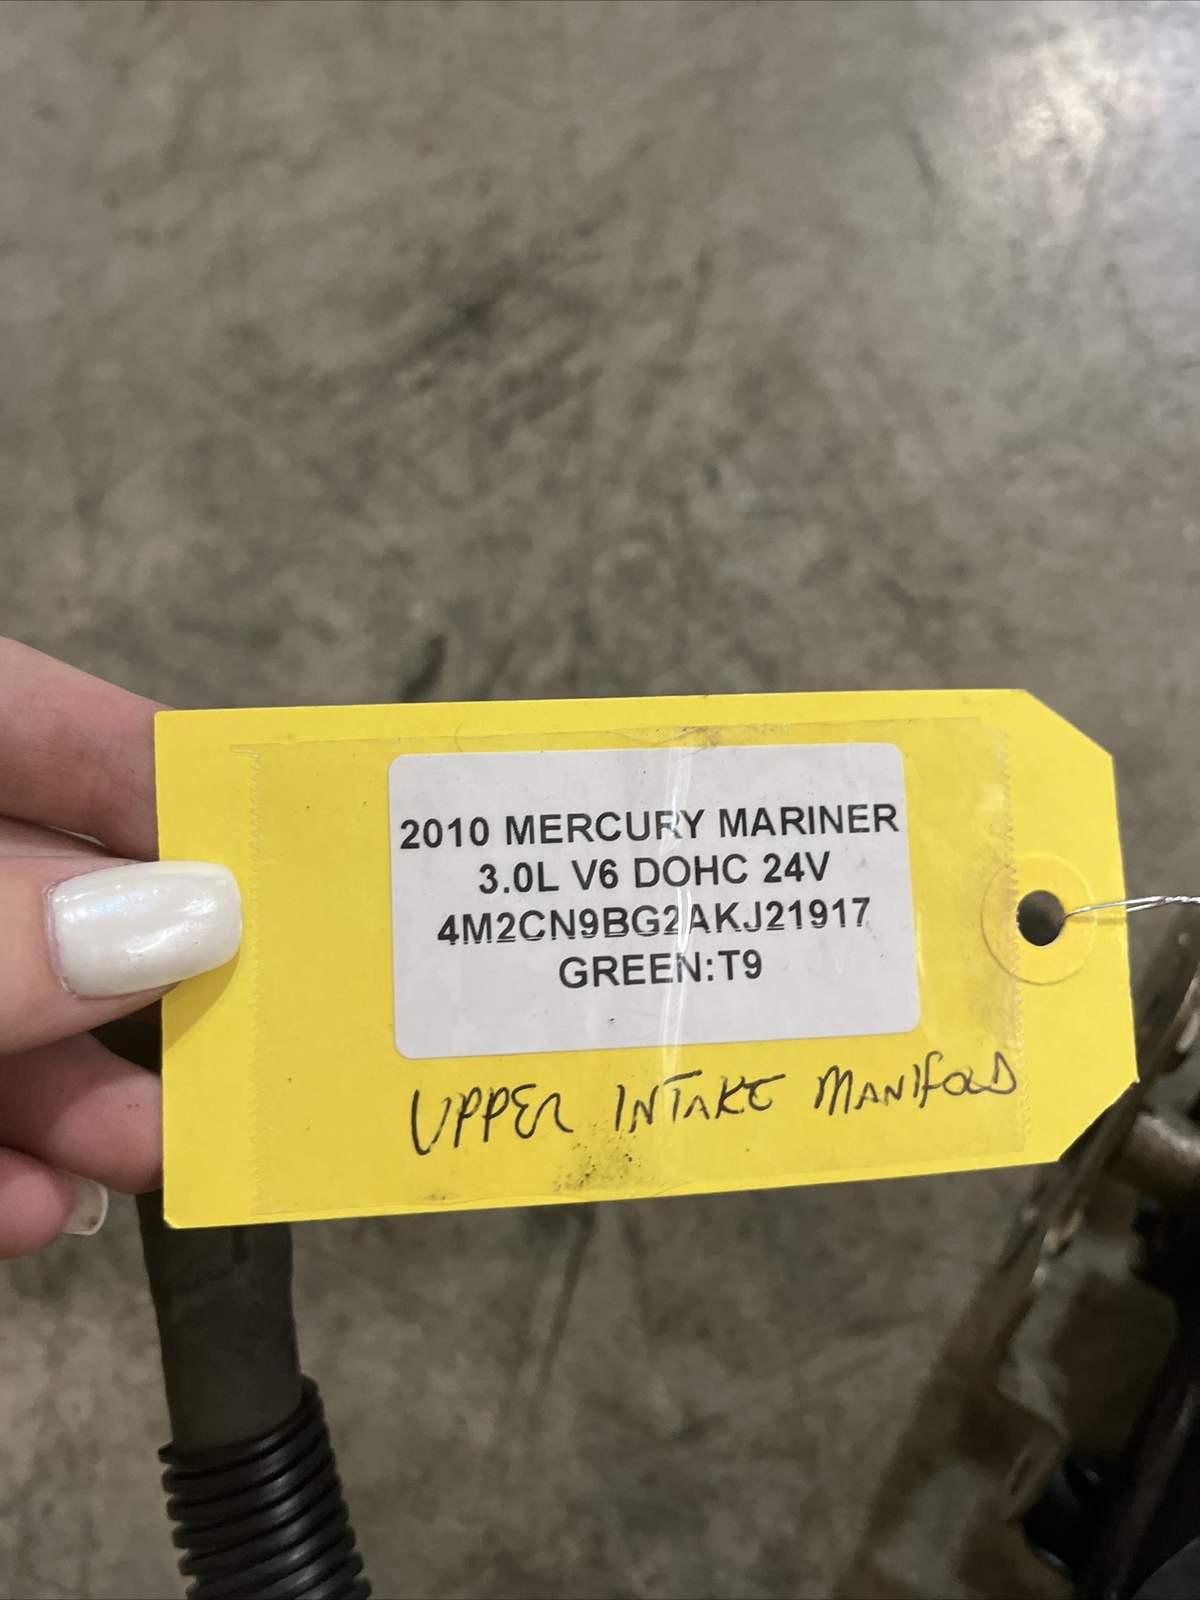 2010 MERCURY MARINER
3.0L V6 DOHC 24V
4M2CN9BG2AKJ21917
GREEN:T9
UPPER INTAKE MANIFOLD